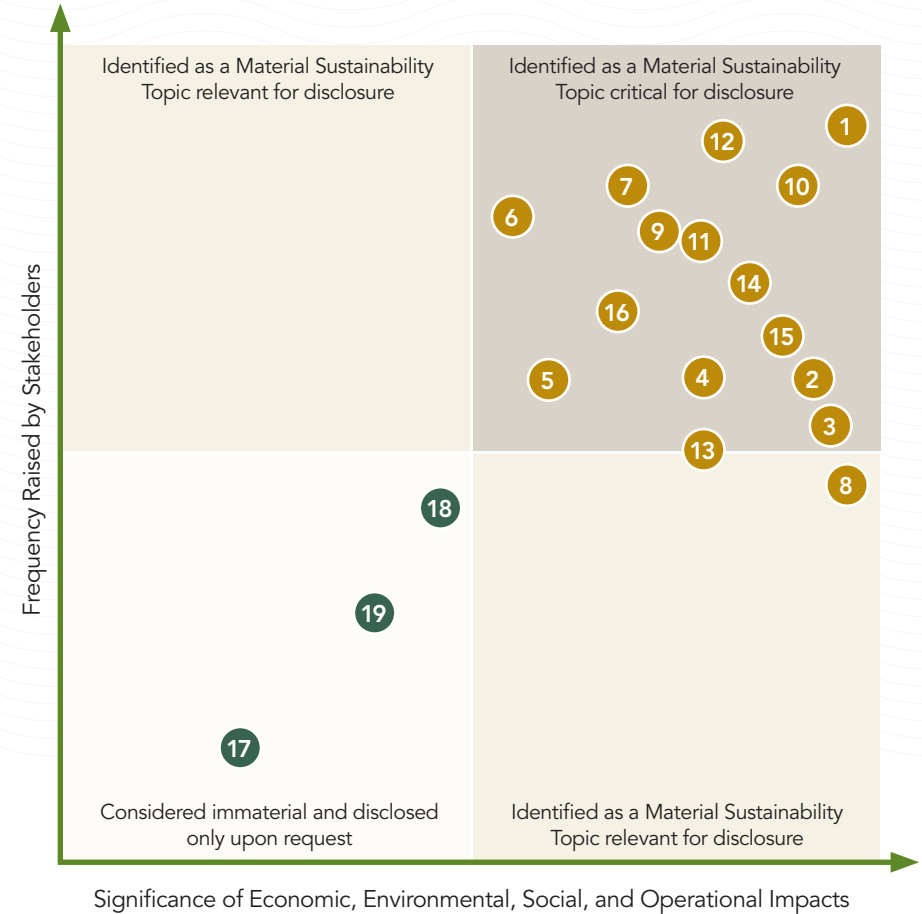 Frequency Raised by Stakeholders
Identified as a Material Sustainability
Topic relevant for disclosure
Identified as a Material Sustainability
Topic critical for disclosure
1
12
7
10
6
9
11
14
16
15
5
4
2
3
13
8
18
19
17
Considered immaterial and disclosed
only upon request
Identified as a Material Sustainability
Topic relevant for disclosure
Significance of Economic, Environmental, Social, and Operational Impacts